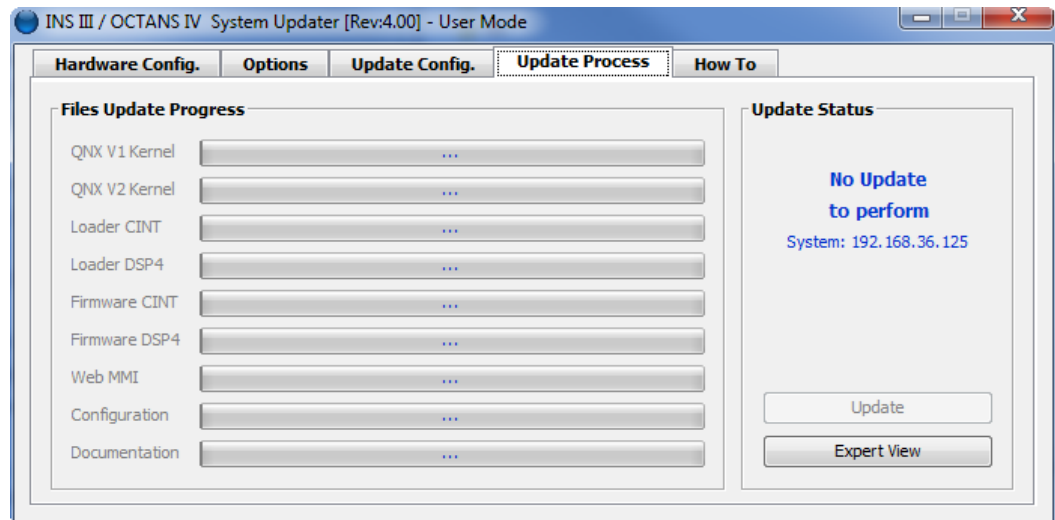 INS III / OCTANS IV System Updater [Rev:4.00] - User Mode
Hardware Config. Options Update Config. Update Process How To
Files Update Progress
QNX V1 Kernel ...
QNX V2 Kernel ...
Loader CINT ...
Loader DSP4 ...
Firmware CINT ...
Firmware DSP4 ...
Web MMI ...
Configuration ...
Documentation ...
Update Status
No Update
to perform
System: 192.168.36.125
Update
Expert View